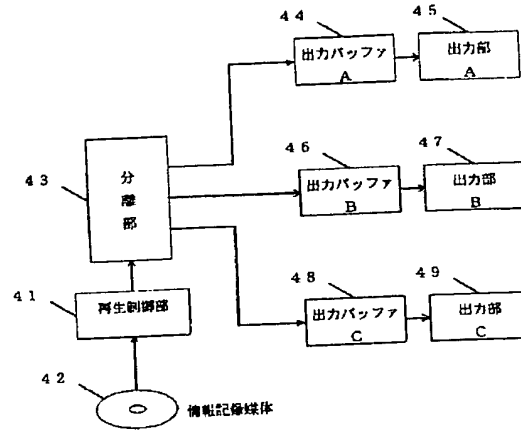 ４４
４５
出力バッファ
Ａ
出力部
Ａ
４３
分
離
部
４６
４７
出力バッファ
Ｂ
出力部
Ｂ
４１
再生制御部
４８
４９
出力バッファ
Ｃ
出力部
Ｃ
４２
情報記録媒体